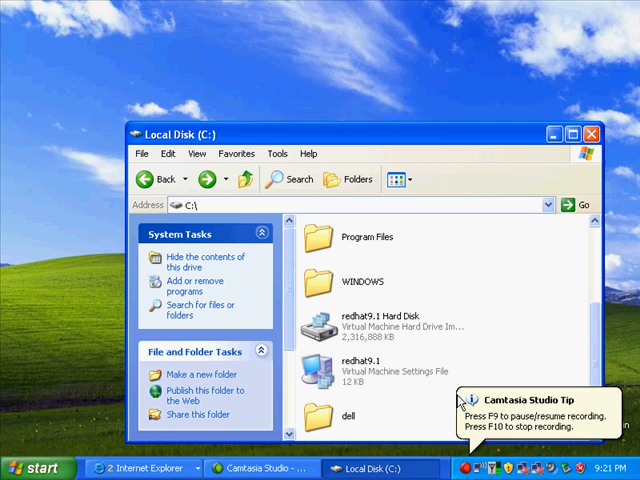 Local Disk (C:)
File Edit View Favorites Tools Help
Back Search Folders
Address C:\ Go
System Tasks
Hide the contents of
this drive
Add or remove
programs
Search for files or
folders
File and Folder Tasks
Make a new folder
Publish this folder to
the Web
Share this folder
Program Files
WINDOWS
redhat9.1 Hard Disk
Virtual Machine Hard Drive Im...
2,316,888 KB
redhat9.1
Virtual Machine Settings File
12 KB
dell
Camtasia Studio Tip
Press F9 to pause/resume recording.
Press F10 to stop recording.
start 2 Internet Explorer Camtasia Studio - ... Local Disk (C:) 9:21 PM